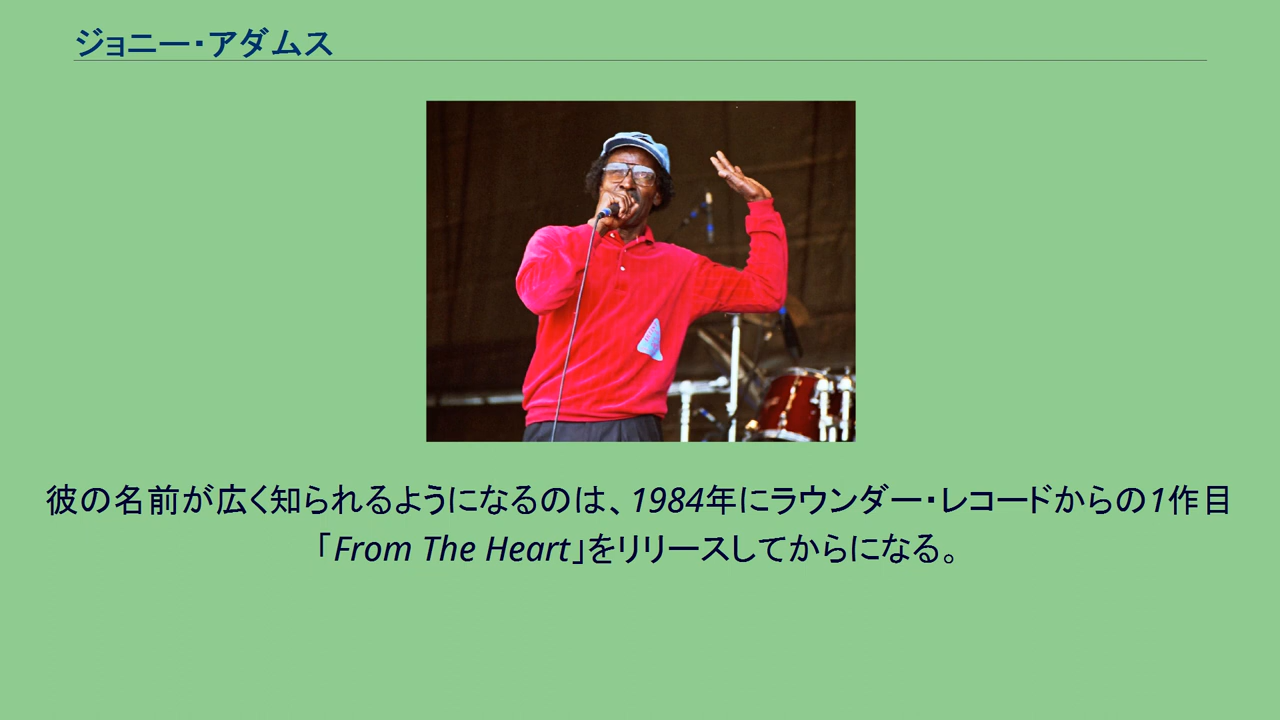 ジョニー・アダムス
彼の名前が広く知られるようになるのは、1984年にラウンダー・レコードからの1作目
「From The Heart」をリリースしてからになる。